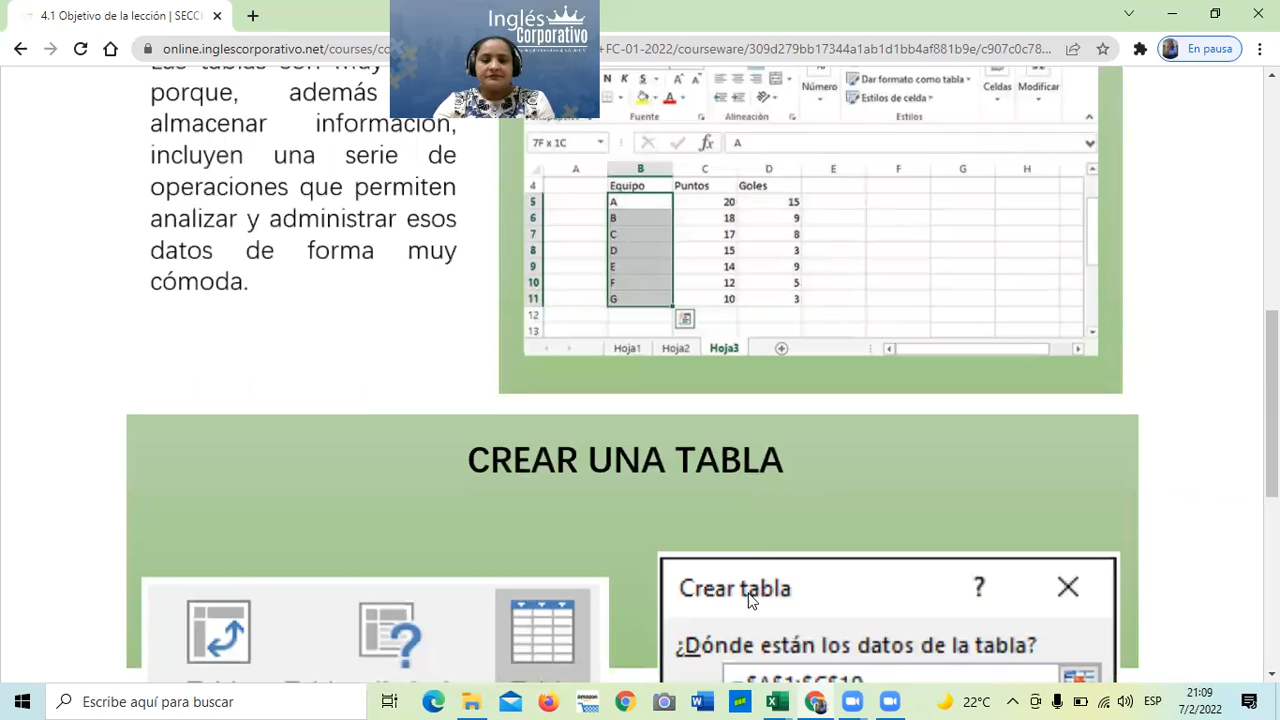 4.1 Objetivo de la lección | SECCI
online.inglescorporativo.net/courses/co
+FC-01-2022/courseware/309d279bb1f344a1ab1d1bb4af881
En pausa
Inglés
Corporativo
porque, además
almacenar información,
incluyen una serie de
operaciones que permiten
analizar y administrar esos
datos de forma muy
cómoda.
N K S A A
Número
Dar formato como tabla
Estilos de celda
Celdas Modificar
Fuente Alineación Estilos
7F x 1C fx A
A B C D E F G H
4 Equipo Puntos Goles
5 A 20 15
6 B 18 9
7 C 17 8
8 D 15 3
9 E 14 9
10 F 12 5
11 G 10 3
12
13
Hoja1 Hoja2 Hoja3
CREAR UNA TABLA
Crear tabla ?
¿Dónde están los datos de la tabla?
Escribe aquí para buscar
amazon
22°C ESP 21:09
7/2/2022